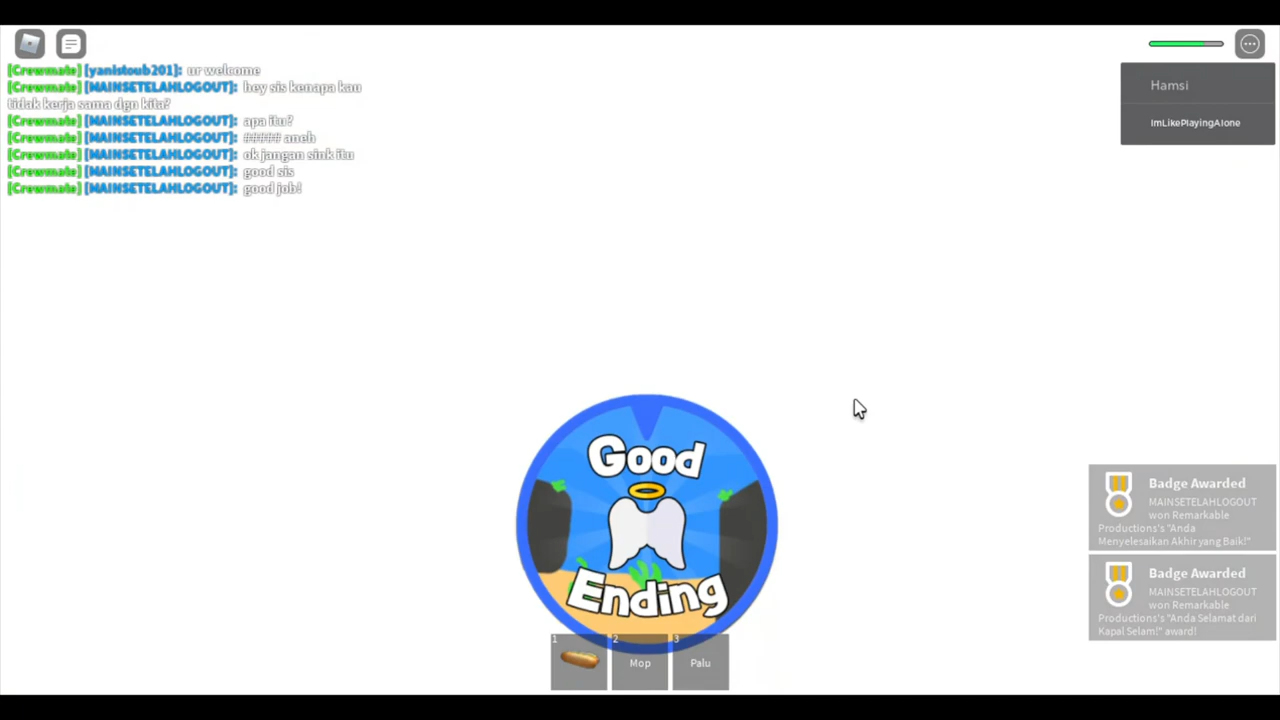 [Crewmate] [yanistoub201]: ur welcome
[Crewmate] [MAINSETELAHLOGOUT]: hey sis kenapa kau
tidak kerja sama dgn kita?
[Crewmate] [MAINSETELAHLOGOUT]: apa itu?
[Crewmate] [MAINSETELAHLOGOUT]: ##### aneh
[Crewmate] [MAINSETELAHLOGOUT]: ok jangan sink itu
[Crewmate] [MAINSETELAHLOGOUT]: good sis
[Crewmate] [MAINSETELAHLOGOUT]: good job!
Hamsi
ImLikePlayingAlone
Good
Ending
Badge Awarded
MAINSETELAHLOGOUT
won Remarkable
Productions's "Anda
Menyelesaikan Akhir yang Baik!"
Badge Awarded
MAINSETELAHLOGOUT
won Remarkable
Productions's "Anda Selamat dari
Kapal Selam!" award!
1
2
Mop
3
Palu